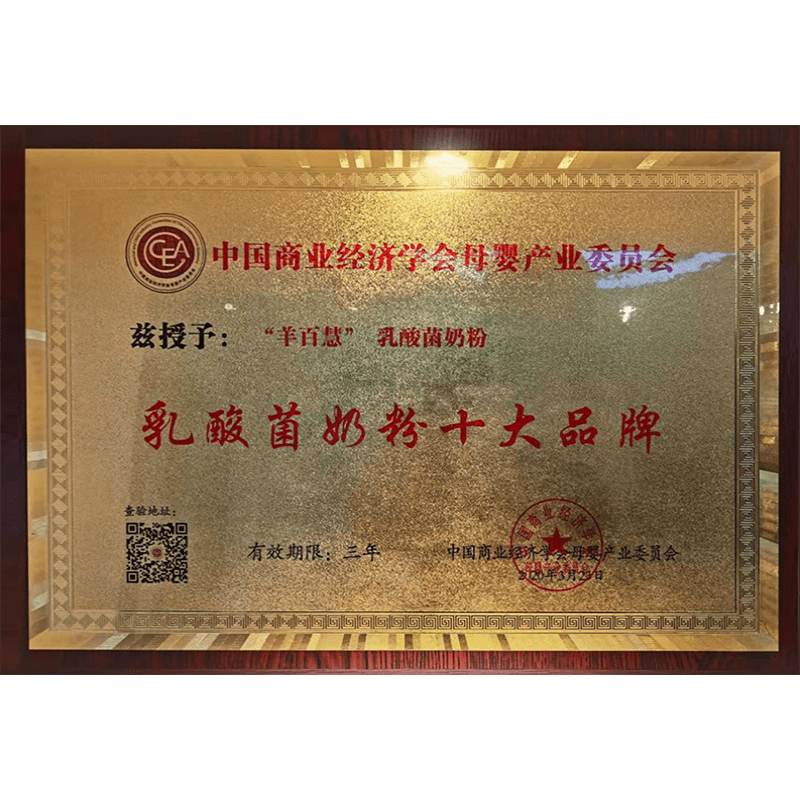 CEA
中国商业经济学会母婴产业委员会
兹授予：“羊百慧” 乳酸菌奶粉
乳酸菌奶粉十大品牌
查验地址：
有效期限：三年
中国商业经济学会母婴产业委员会